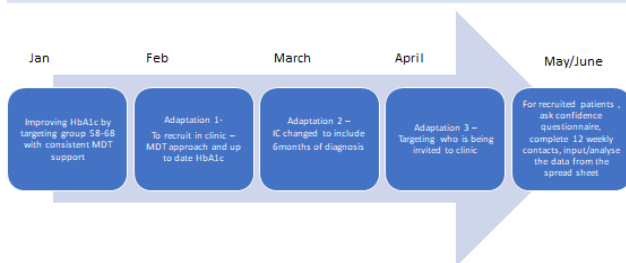 Jan
Feb
March
April
May/June
Improving HbA1c by
targeting group 58-68
with consistent MDT
support
Adaptation 1-
To recruit in clinic –
MDT approach and up
to date HbA1c
Adaptation 2 –
IC changed to include
6months of diagnosis
Adaptation 3 –
Targeting who is being
invited to clinic
For recruited patients ,
ask confidence
questionnaire,
complete 12 weekly
contacts, input/analyse
the data from the
spread sheet